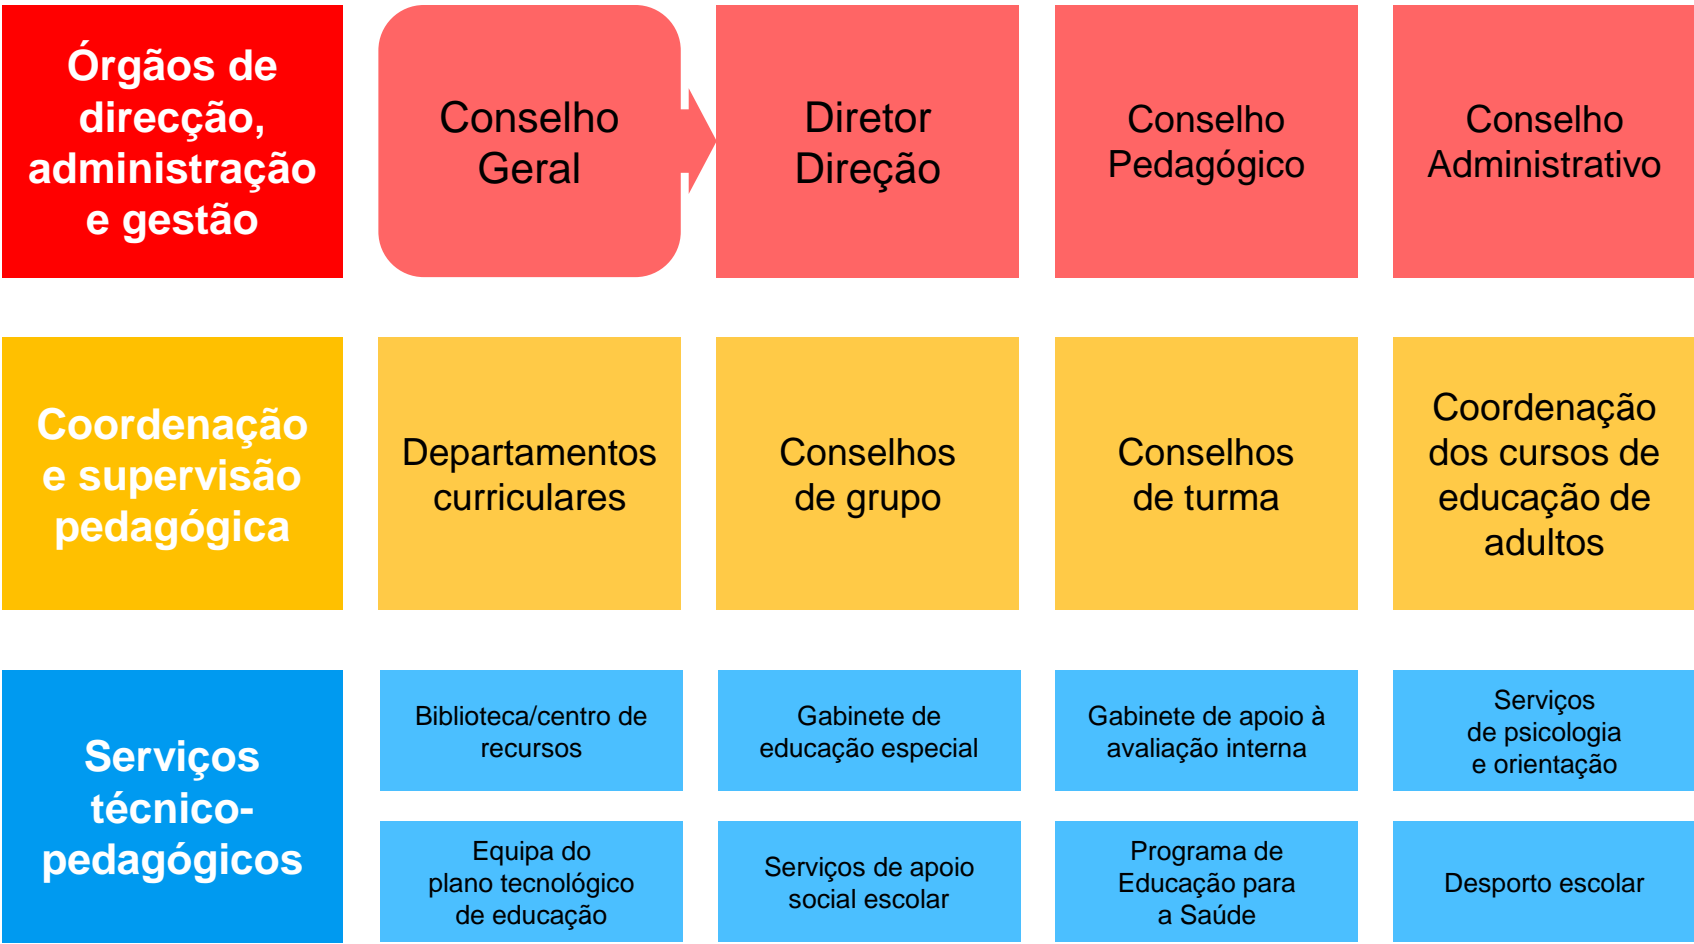 Órgãos de
direcção,
administração
e gestão
Conselho
Geral
Diretor
Direção
Conselho
Pedagógico
Conselho
Administrativo
Coordenação
e supervisão
pedagógica
Departamentos
curriculares
Conselhos
de grupo
Conselhos
de turma
Coordenação
dos cursos de
educação de
adultos
Serviços
técnico-
pedagógicos
Biblioteca/centro de
recursos
Gabinete de
educação especial
Gabinete de apoio à
avaliação interna
Serviços
de psicologia
e orientação
Equipa do
plano tecnológico
de educação
Serviços de apoio
social escolar
Programa de
Educação para
a Saúde
Desporto escolar